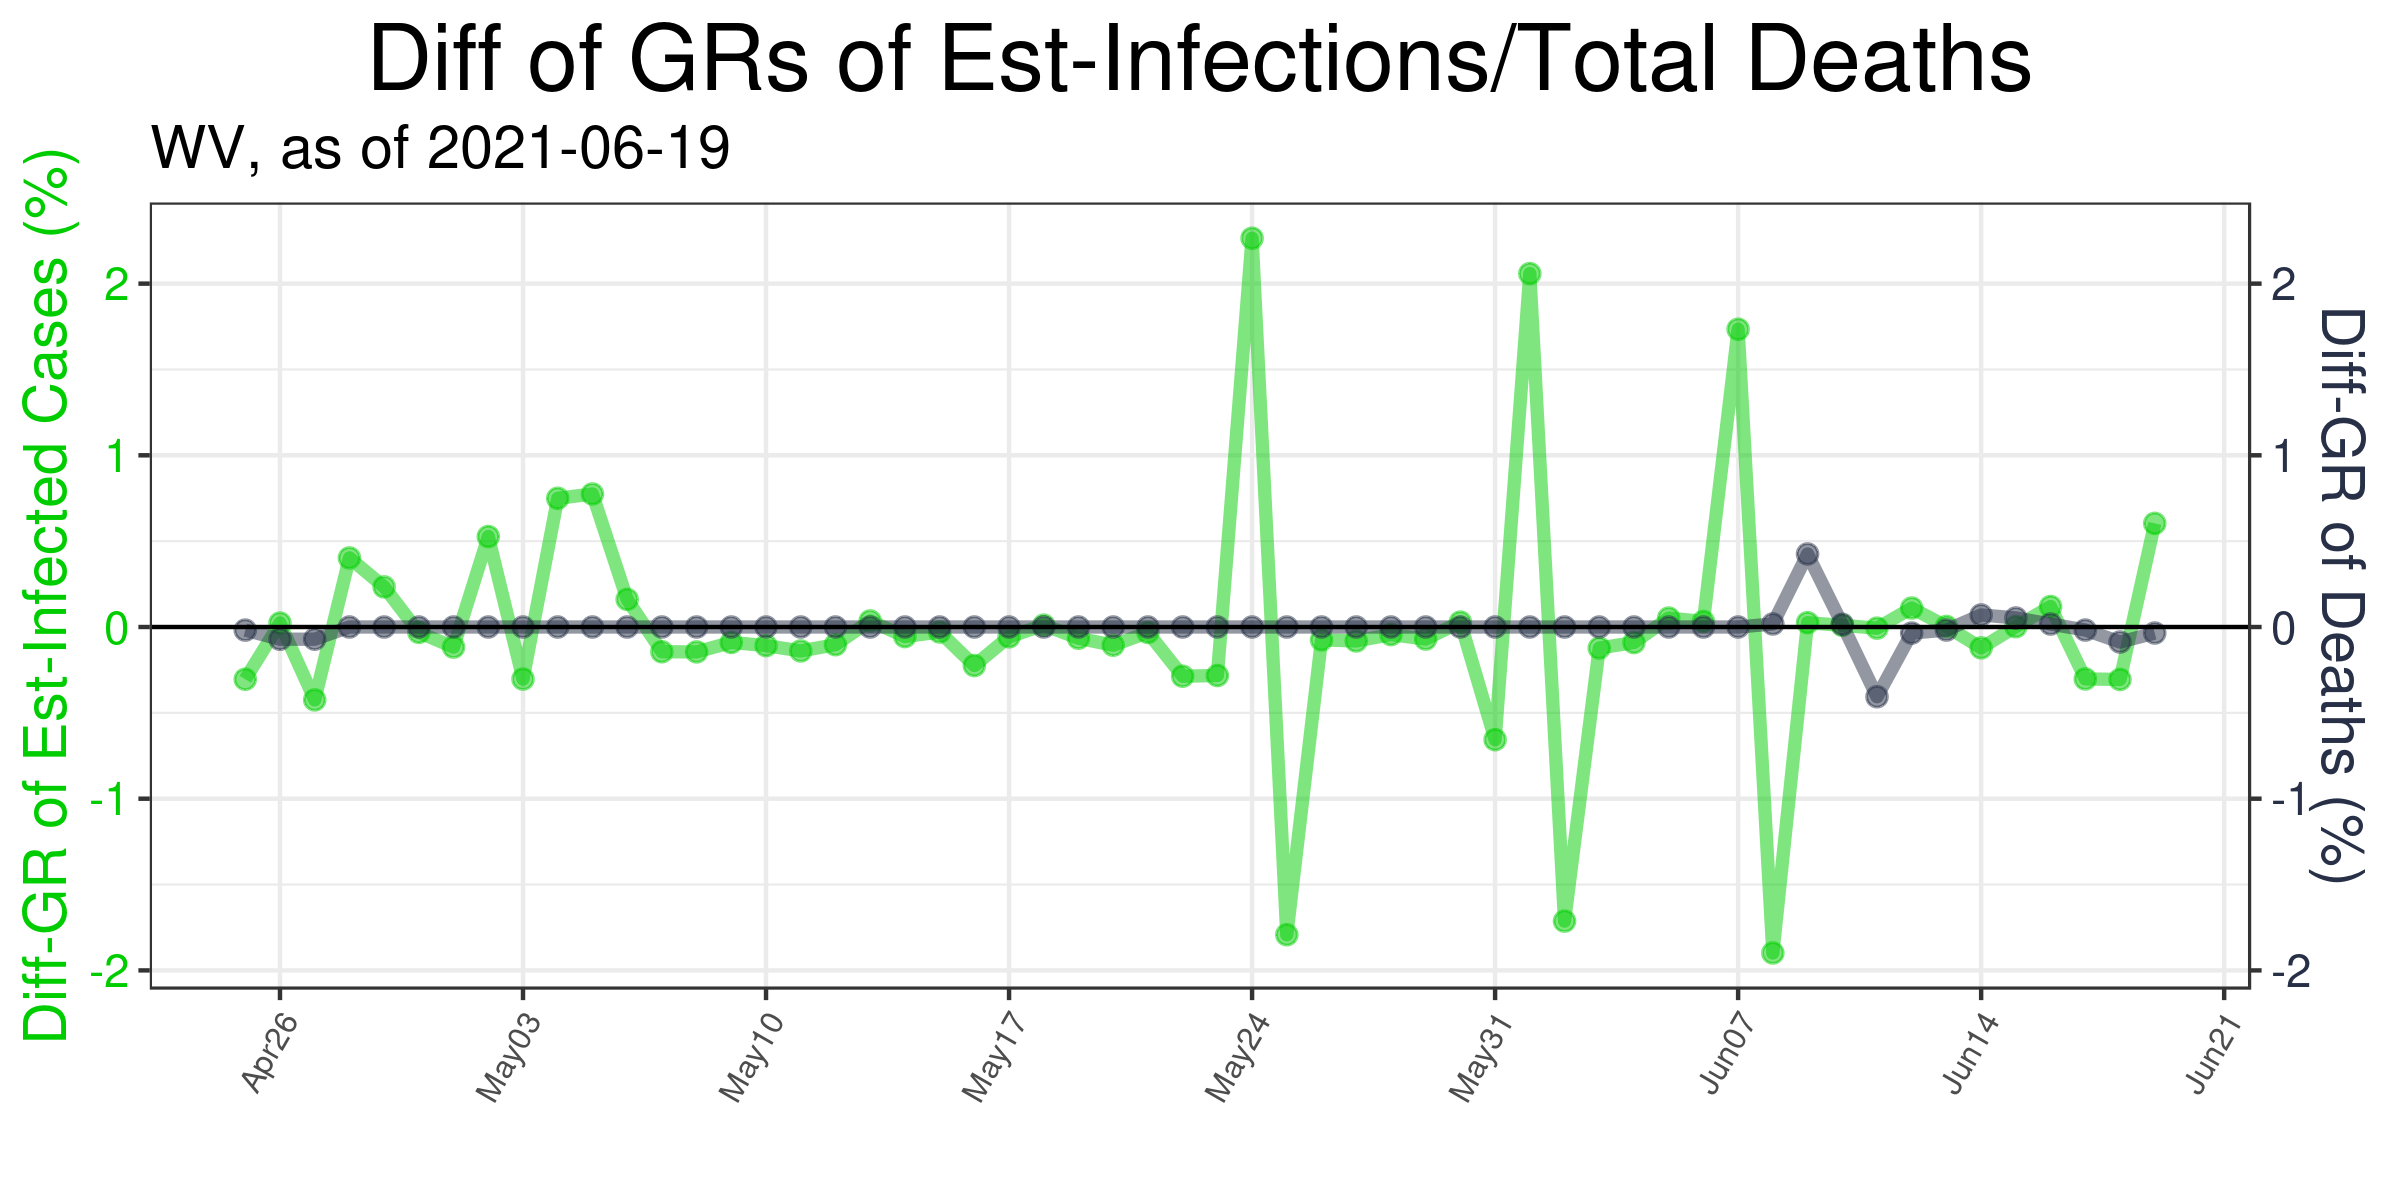 Diff of GRs of Est-Infections/Total Deaths
WV, as of 2021-06-19
Diff-GR of Est-Infected Cases (%)
2
1
0
-1
-2
2
1
0
-1
-2
Diff-GR of Deaths (%)
Apr26
May03
May10
May17
May24
May31
Jun07
Jun14
Jun21